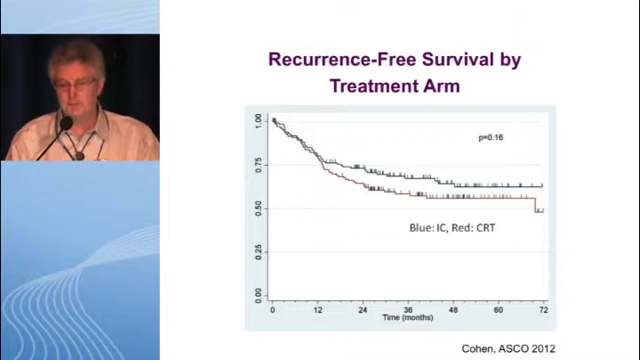 Recurrence-Free Survival by
Treatment Arm
1.00
0.75
0.50
0.25
0.00
p=0.16
Blue: IC, Red: CRT
0 12 24 36 48 60 72
Time (months)
Cohen, ASCO 2012